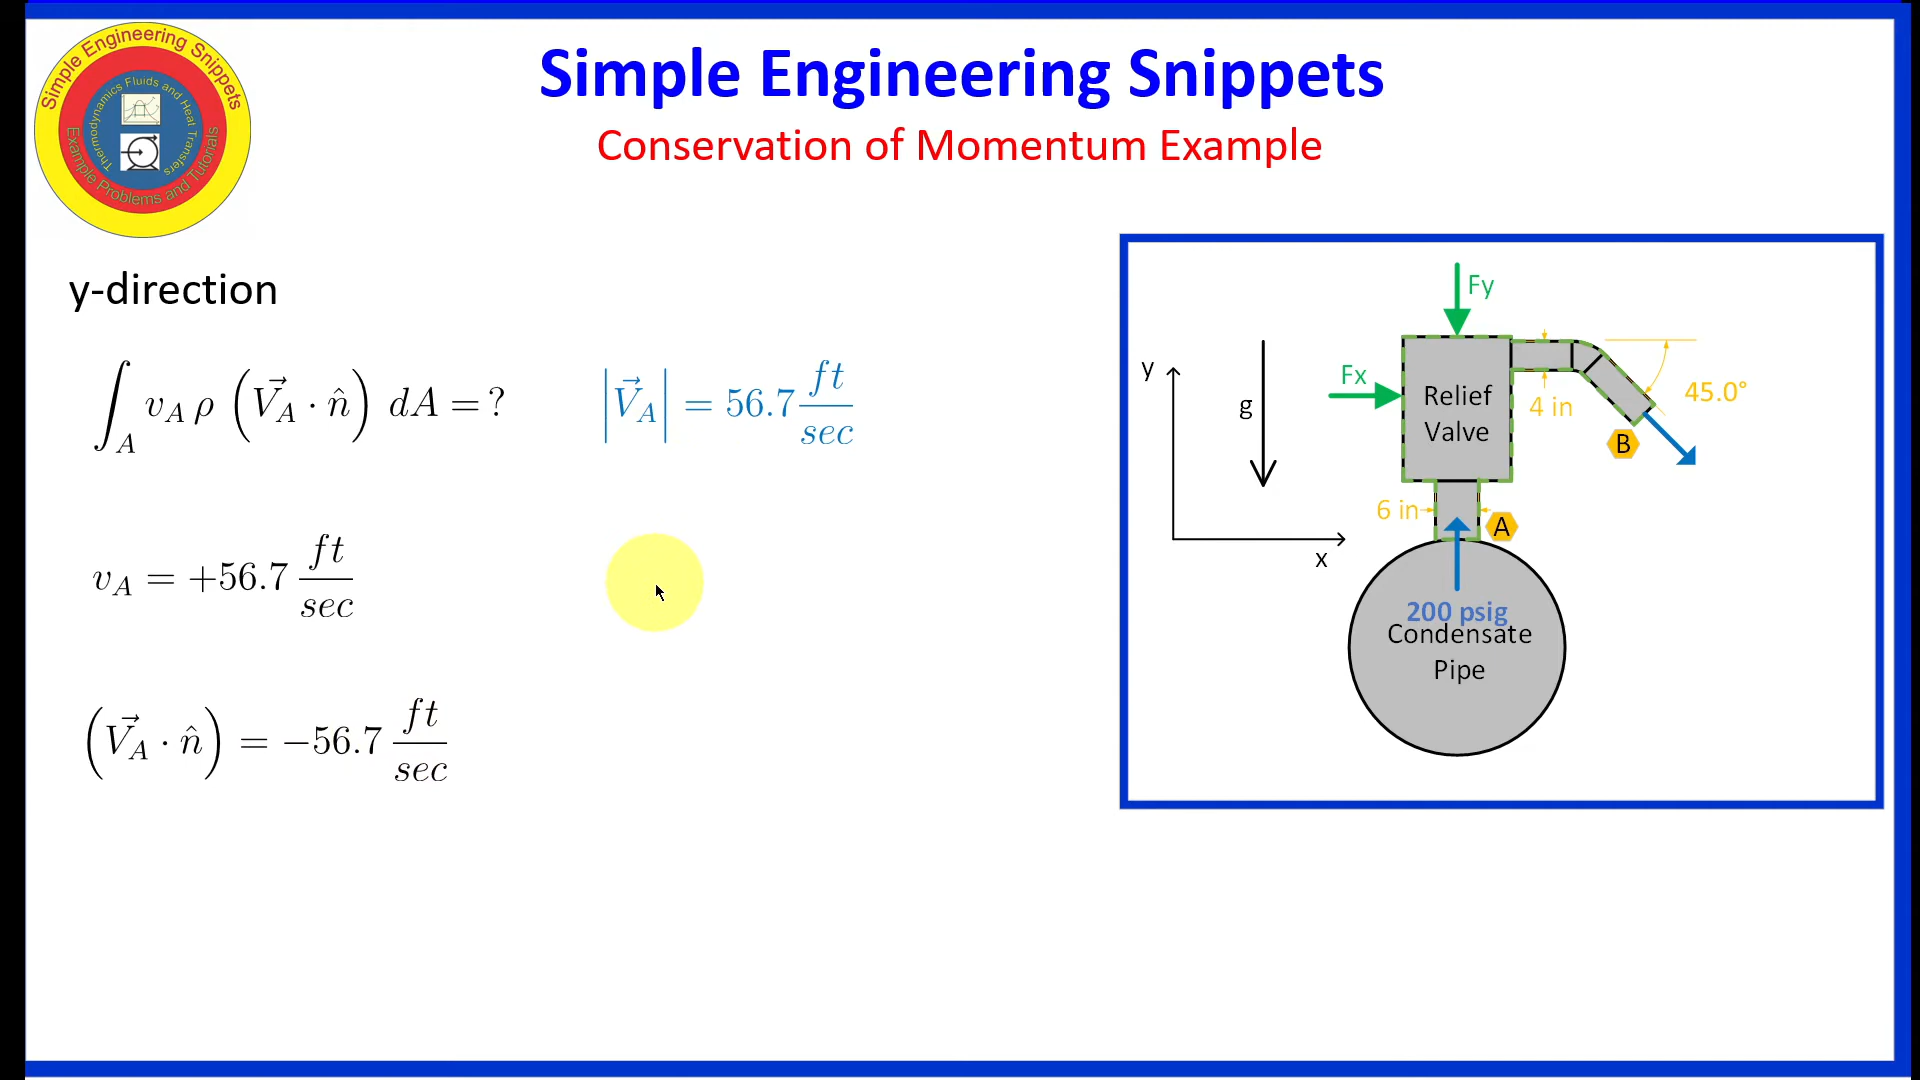 Simple Engineering Snippets
Thermodynamics Fluids and Heat Transfers
Example Problems and Tutorials
Simple Engineering Snippets
Conservation of Momentum Example
y-direction
∫_A v_A ρ (V⃗_A · n̂) dA = ?
|V⃗_A| = 56.7 ft/sec
v_A = +56.7 ft/sec
(V⃗_A · n̂) = −56.7 ft/sec
Fy
y
g
Fx
Relief
Valve
4 in
45.0°
B
6 in
A
x
200 psig
Condensate
Pipe